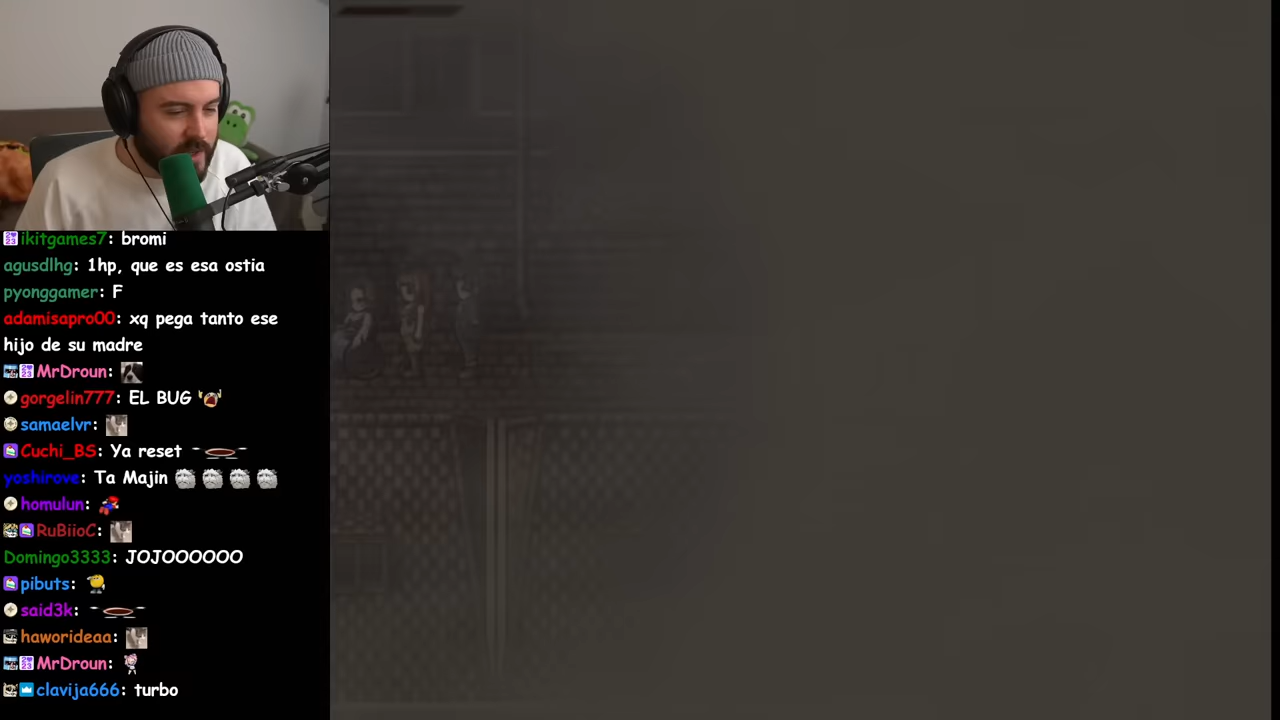 ikitgames7: bromi
agusdlhg: 1hp, que es esa ostia
pyonggamer: F
adamisapro00: xq pega tanto ese
hijo de su madre
MrDroun:
gorgelin777: EL BUG
samaelvr:
Cuchi_BS: Ya reset
yoshirove: Ta Majin
homulun:
RuBiioC:
Domingo3333: JOJOOOOOO
pibuts:
said3k:
haworideaa:
MrDroun:
clavija666: turbo